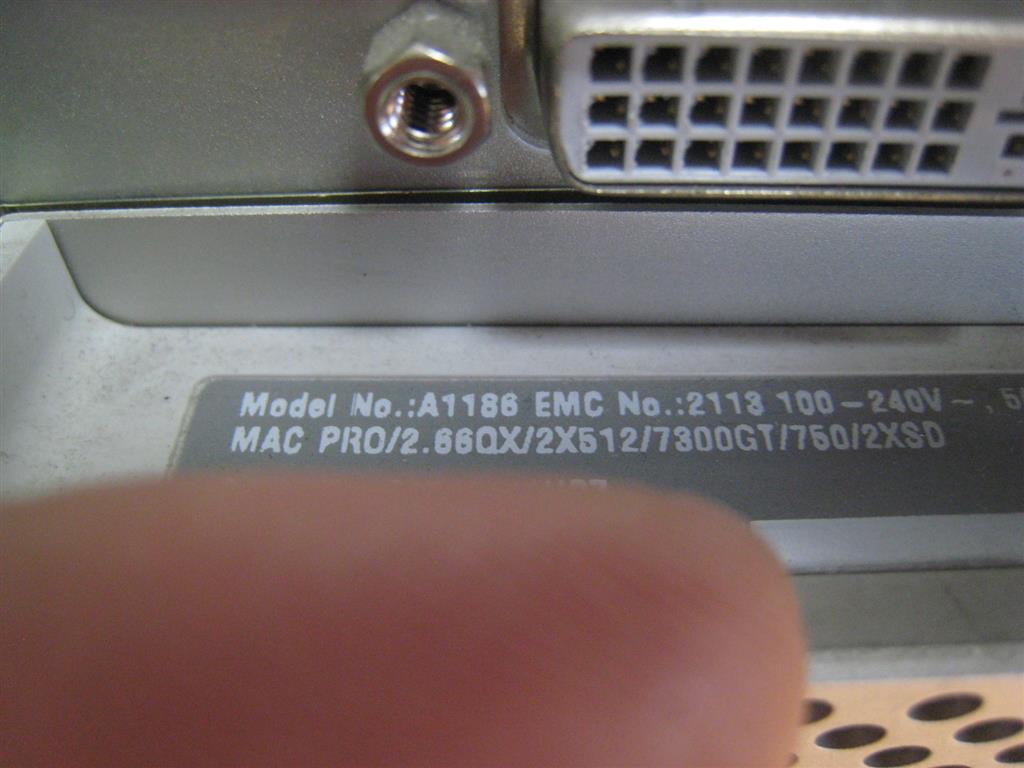 Model No.:A1186 EMC No.:2113 100-240V~, 
MAC PRO/2.66QX/2X512/7300GT/750/2XSD